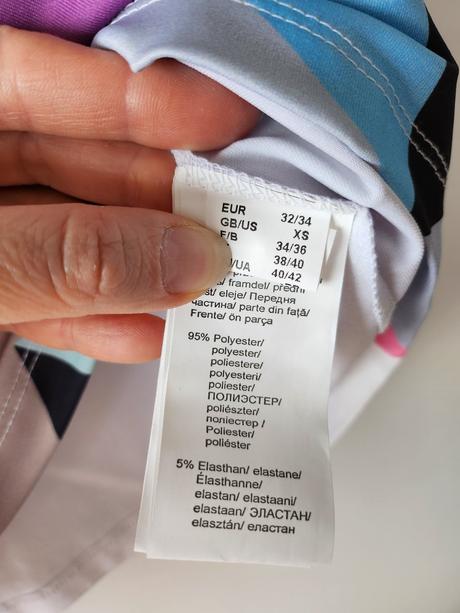 EUR 32/34
GB/US XS
F/B 34/36
38/40
/UA 40/42
framdel/ přední
eleje/ Передня
частина/ parte din față/
Frente/ ön parça
95% Polyester/
polyester/
poliestere/
polyesteri/
poliester/
ПОЛИЭСТЕР/
poliészter/
поліестер /
Poliester/
poliéster
5% Elasthan/ elastane/
Élasthanne/
elastan/ elastaani/
elastaan/ ЭЛАСТАН/
elasztán/ еластан